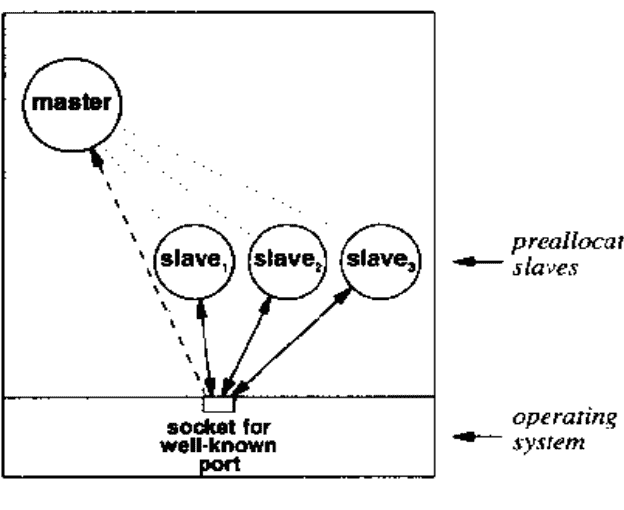 master
slave₁ slave₂ slave₃
preallocat
slaves
socket for
well-known
port
operating
system